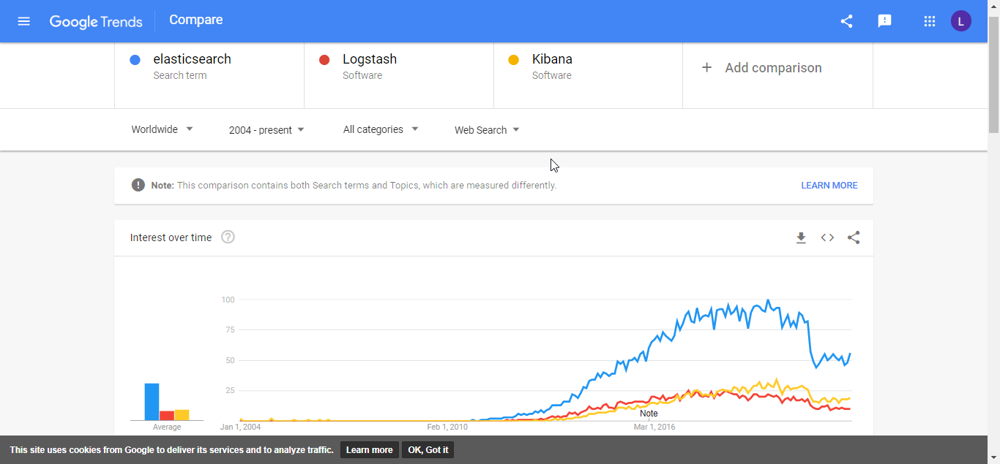 Google Trends Compare L
elasticsearch Logstash Kibana + Add comparison
Search term Software Software
Worldwide 2004 - present All categories Web Search
Note: This comparison contains both Search terms and Topics, which are measured differently. LEARN MORE
Interest over time
100
75
50
25
Note
Average Jan 1, 2004 Feb 1, 2010 Mar 1, 2016
This site uses cookies from Google to deliver its services and to analyze traffic. Learn more OK, Got it